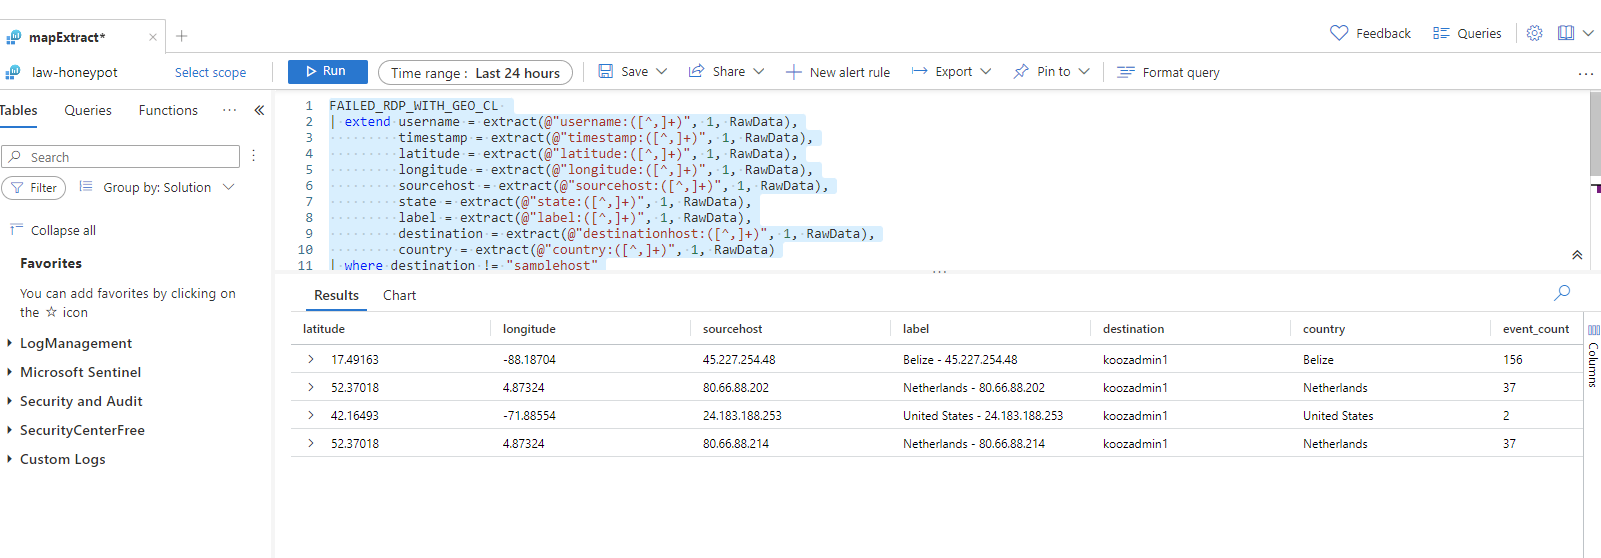 mapExtract*
Feedback
Queries
law-honeypot
Select scope
Run
Time range : Last 24 hours
Save
Share
New alert rule
Export
Pin to
Format query
Tables
Queries
Functions
Search
Filter
Group by: Solution
Collapse all
Favorites
You can add favorites by clicking on
the ☆ icon
LogManagement
Microsoft Sentinel
Security and Audit
SecurityCenterFree
Custom Logs
1 FAILED_RDP_WITH_GEO_CL
2 | extend username = extract(@"username:([^,]+)", 1, RawData),
3 timestamp = extract(@"timestamp:([^,]+)", 1, RawData),
4 latitude = extract(@"latitude:([^,]+)", 1, RawData),
5 longitude = extract(@"longitude:([^,]+)", 1, RawData),
6 sourcehost = extract(@"sourcehost:([^,]+)", 1, RawData),
7 state = extract(@"state:([^,]+)", 1, RawData),
8 label = extract(@"label:([^,]+)", 1, RawData),
9 destination = extract(@"destinationhost:([^,]+)", 1, RawData),
10 country = extract(@"country:([^,]+)", 1, RawData)
11 | where destination != "samplehost"
Results Chart
latitude longitude sourcehost label destination country event_count
17.49163 -88.18704 45.227.254.48 Belize - 45.227.254.48 koozadmin1 Belize 156
52.37018 4.87324 80.66.88.202 Netherlands - 80.66.88.202 koozadmin1 Netherlands 37
42.16493 -71.88554 24.183.188.253 United States - 24.183.188.253 koozadmin1 United States 2
52.37018 4.87324 80.66.88.214 Netherlands - 80.66.88.214 koozadmin1 Netherlands 37
Columns